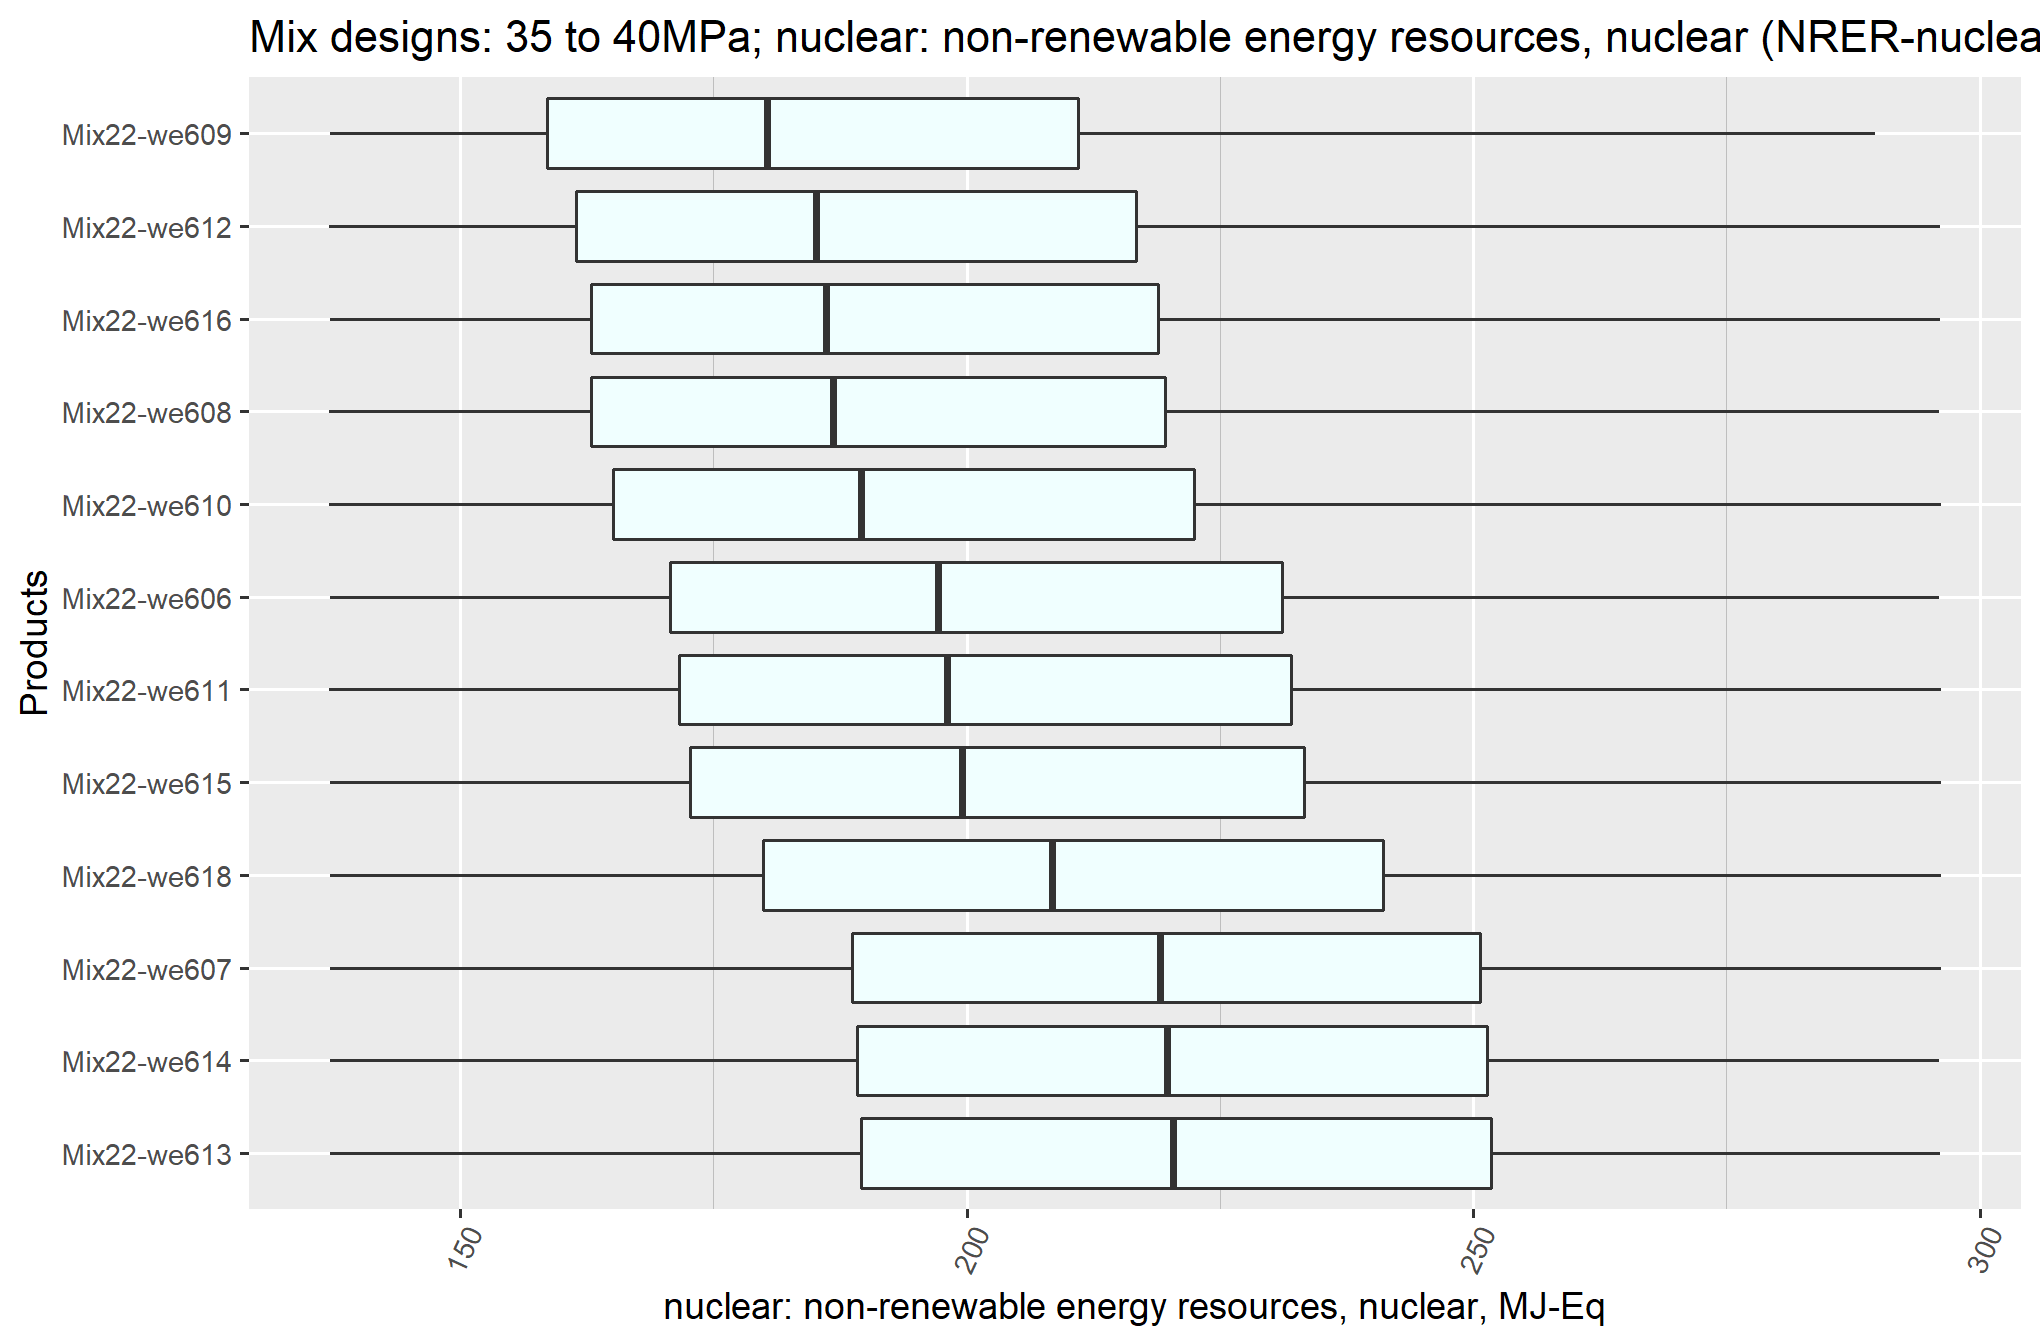 Mix designs: 35 to 40MPa; nuclear: non-renewable energy resources, nuclear (NRER-nuclea
Mix22-we609
Mix22-we612
Mix22-we616
Mix22-we608
Mix22-we610
Mix22-we606
Mix22-we611
Mix22-we615
Mix22-we618
Mix22-we607
Mix22-we614
Mix22-we613
Products
150
200
250
300
nuclear: non-renewable energy resources, nuclear, MJ-Eq